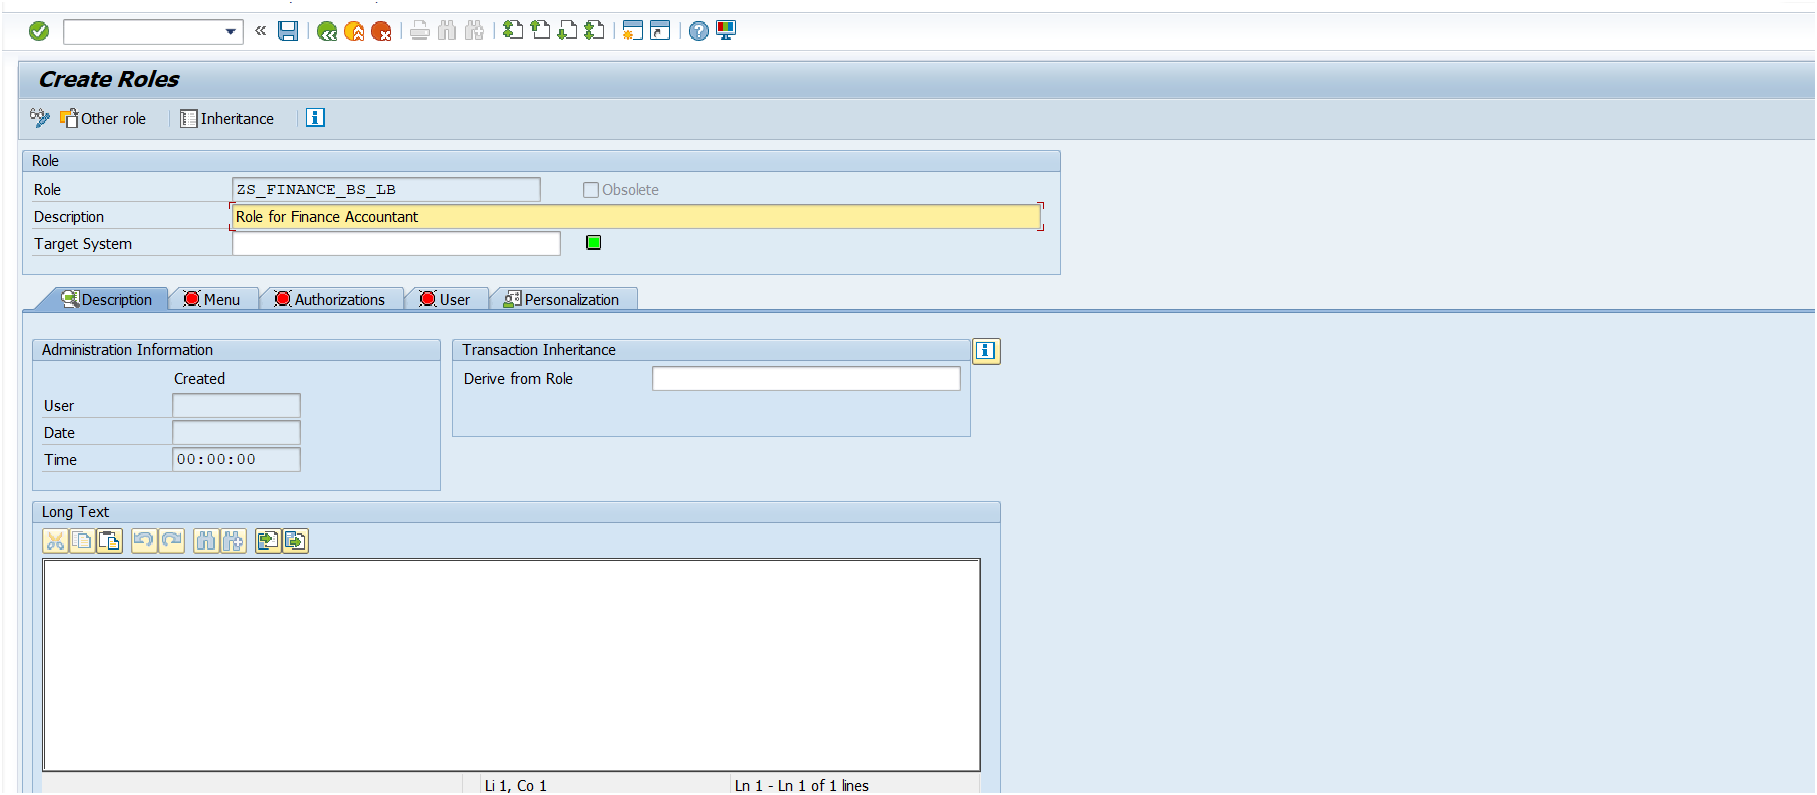 Create Roles
Other role Inheritance
Role
Role ZS_FINANCE_BS_LB Obsolete
Description Role for Finance Accountant
Target System
Description Menu Authorizations User Personalization
Administration Information Transaction Inheritance
Created Derive from Role
User
Date
Time 00:00:00
Long Text
Li 1, Co 1 Ln 1 - Ln 1 of 1 lines